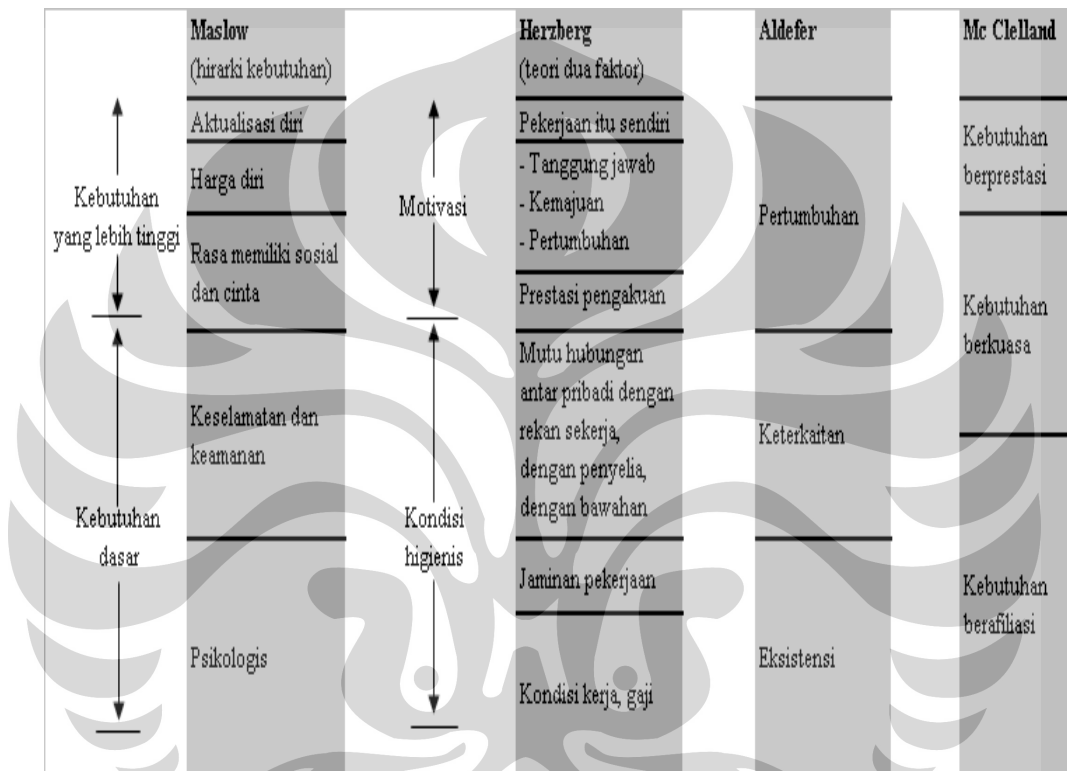 Maslow
(hirarki kebutuhan)
Aktualisasi diri
Harga diri
Rasa memiliki sosial
dan cinta
Keselamatan dan
keamanan
Psikologis
Kebutuhan
yang lebih tinggi
Kebutuhan
dasar
Herzberg
(teori dua faktor)
Pekerjaan itu sendiri
- Tanggung jawab
- Kemajuan
- Pertumbuhan
Prestasi pengakuan
Mutu hubungan
antar pribadi dengan
rekan sekerja,
dengan penyelia,
dengan bawahan
Jaminan pekerjaan
Kondisi kerja, gaji
Motivasi
Kondisi
higienis
Aldefer
Pertumbuhan
Keterkaitan
Eksistensi
Mc Clelland
Kebutuhan
berprestasi
Kebutuhan
berkuasa
Kebutuhan
berafiliasi